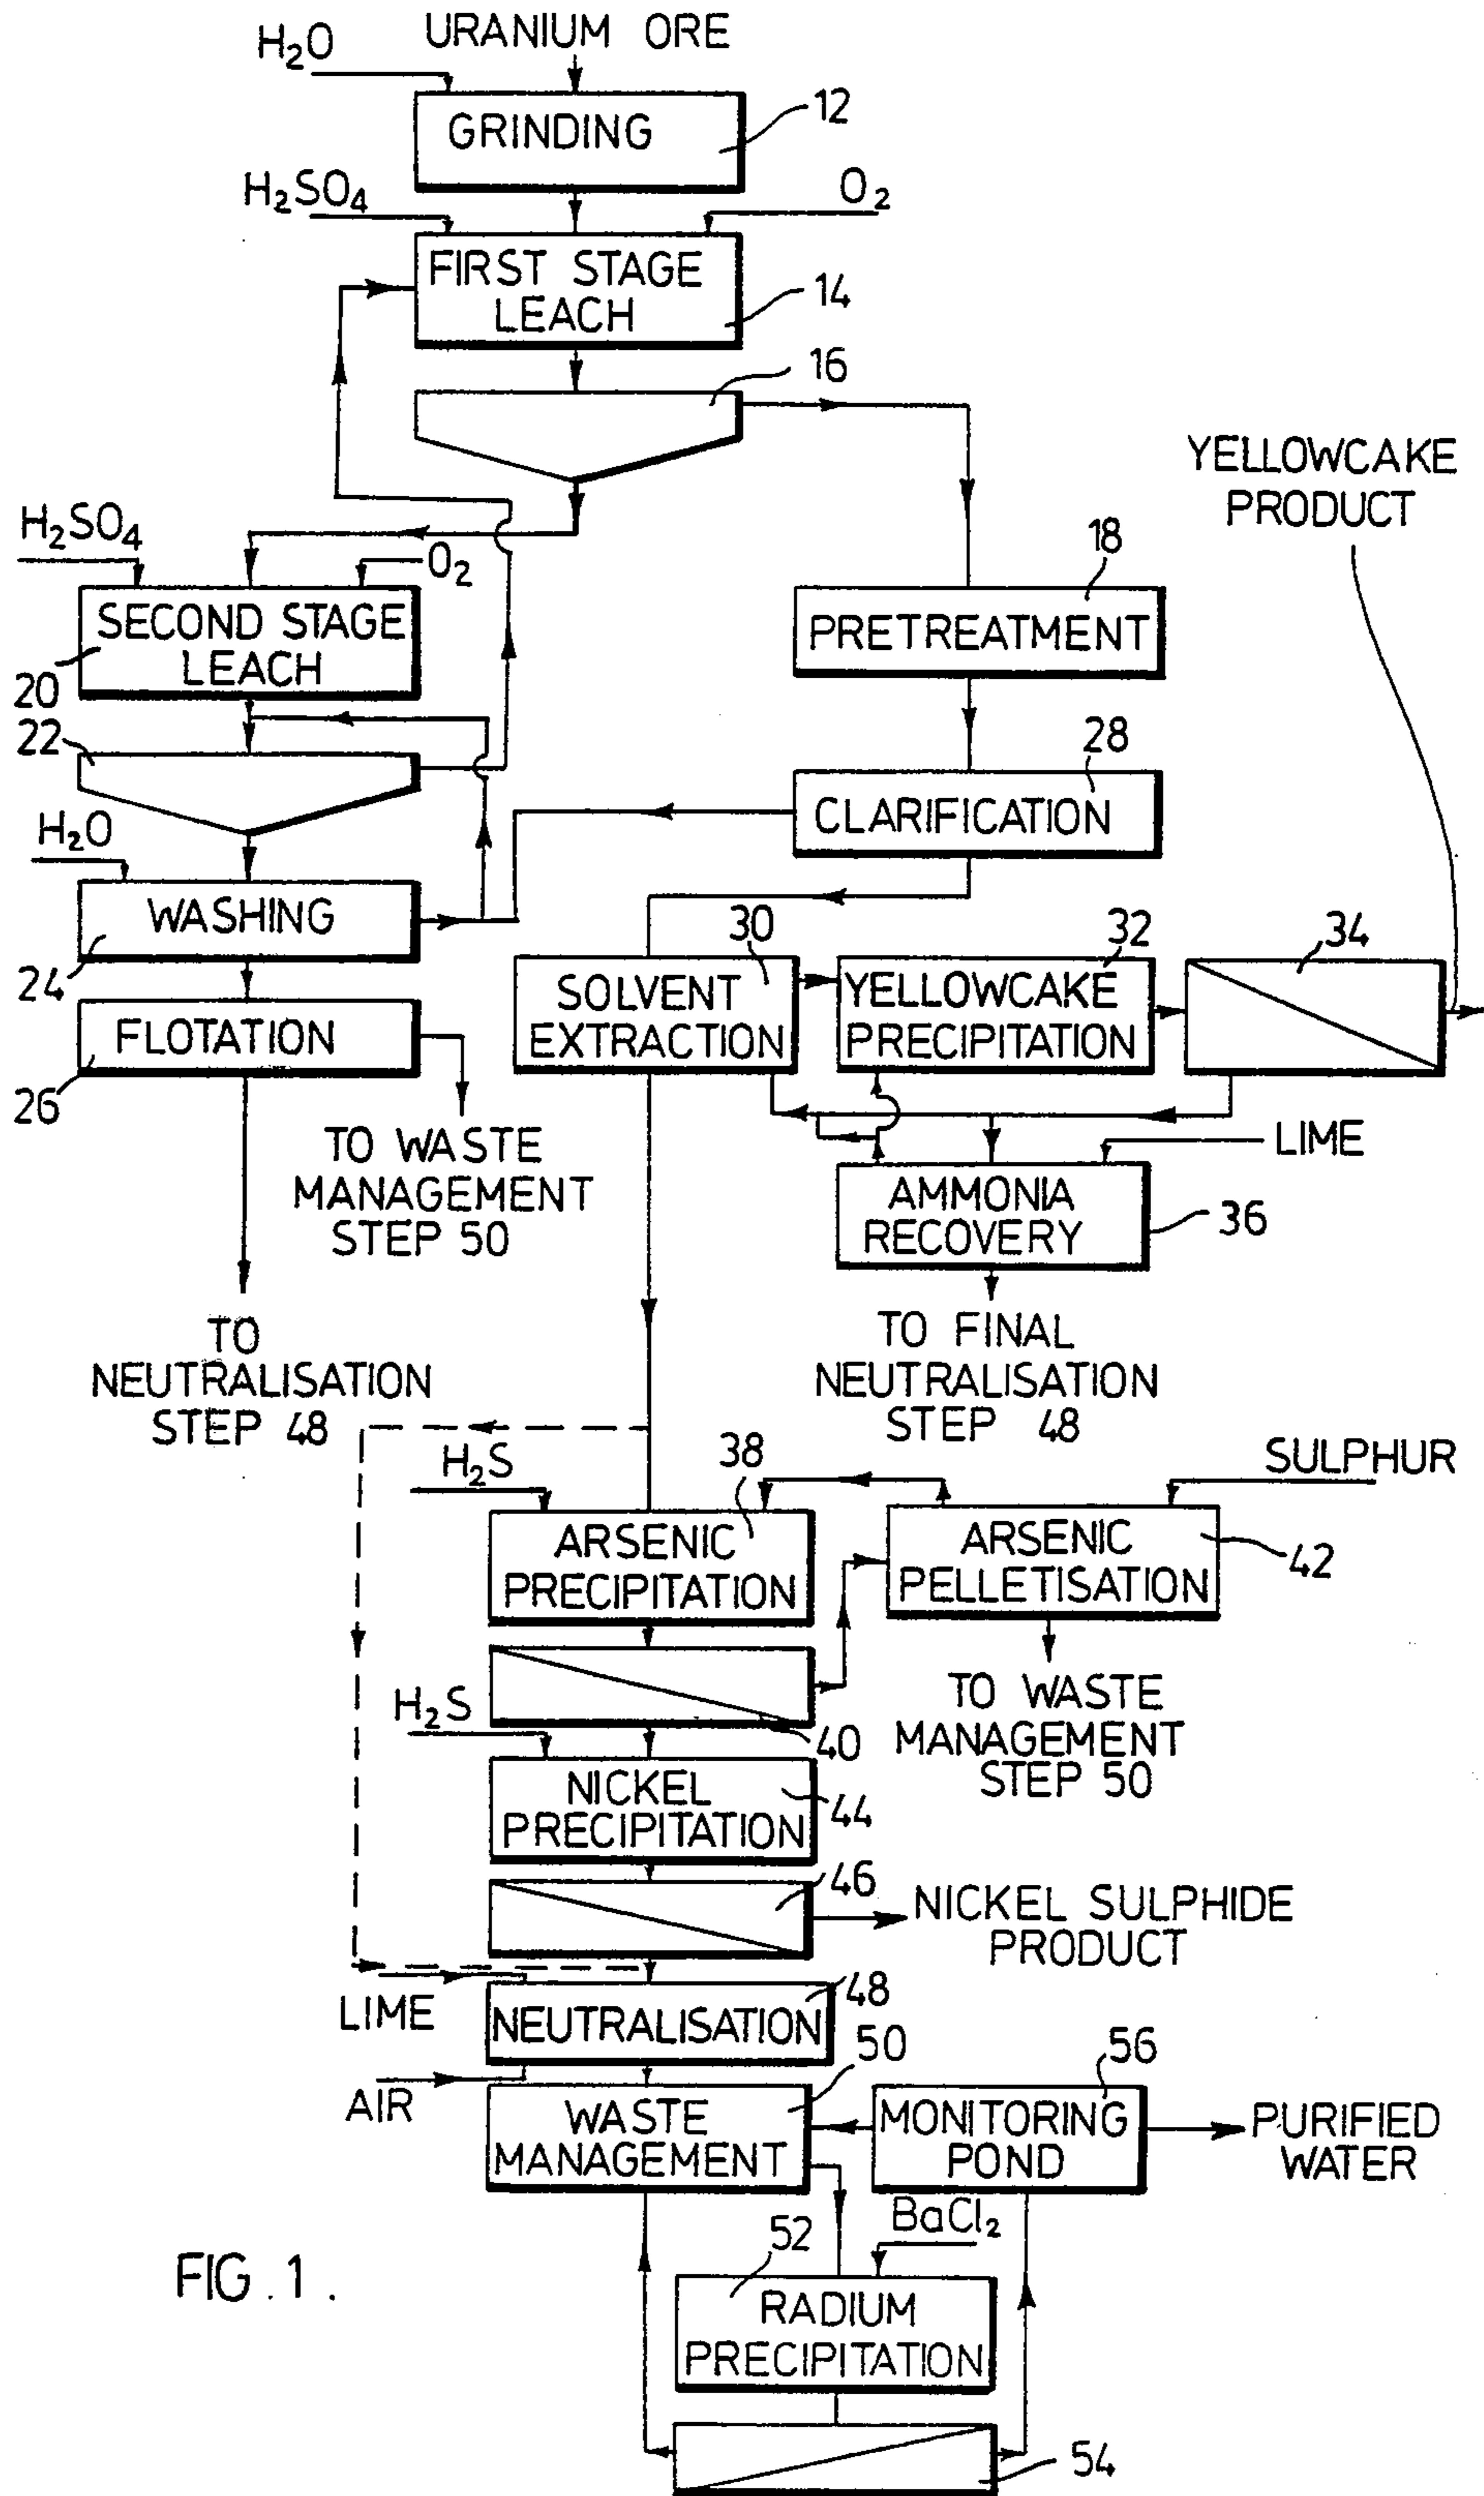 H₂O
URANIUM ORE
GRINDING
12
H₂SO₄
O₂
FIRST STAGE
LEACH
14
16
YELLOWCAKE
PRODUCT
H₂SO₄
O₂
18
SECOND STAGE
LEACH
20
PRETREATMENT
22
28
H₂O
CLARIFICATION
WASHING
24
30
32
34
SOLVENT
EXTRACTION
YELLOWCAKE
PRECIPITATION
FLOTATION
26
TO WASTE
MANAGEMENT
STEP 50
LIME
AMMONIA
RECOVERY
36
TO
NEUTRALISATION
STEP 48
TO FINAL
NEUTRALISATION
STEP 48
H₂S
38
SULPHUR
ARSENIC
PRECIPITATION
ARSENIC
PELLETISATION
42
H₂S
40
TO WASTE
MANAGEMENT
STEP 50
NICKEL
PRECIPITATION
44
46
NICKEL SULPHIDE
PRODUCT
LIME
48
NEUTRALISATION
50
56
AIR
WASTE
MANAGEMENT
MONITORING
POND
PURIFIED
WATER
52
BaCl₂
FIG.1.
RADIUM
PRECIPITATION
54